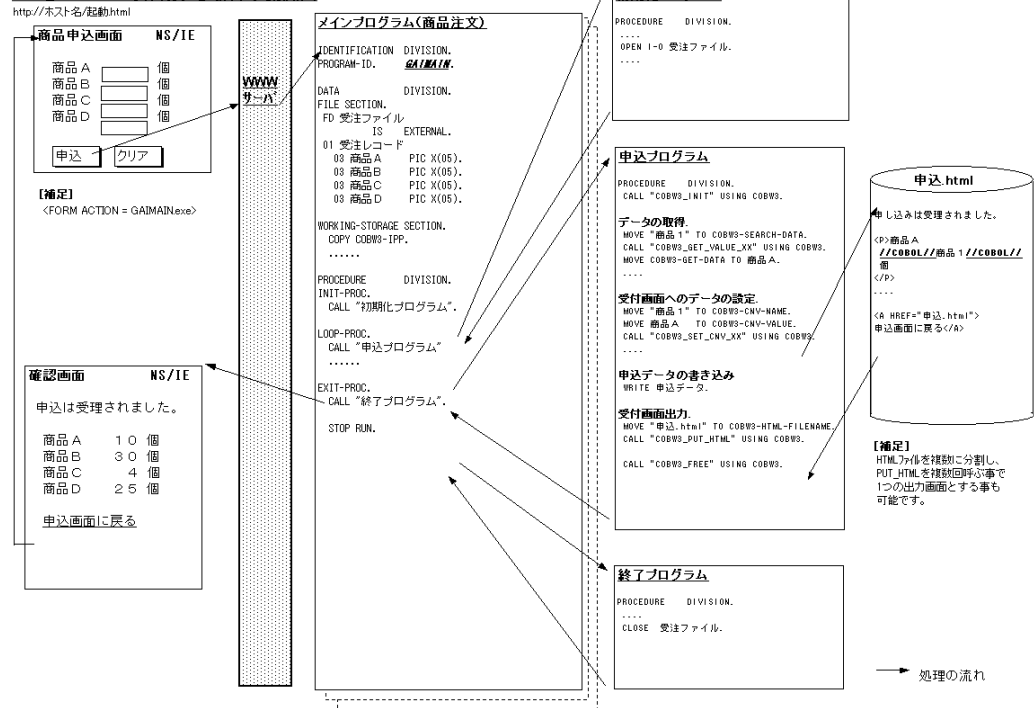 http://ホスト名/起動.html
商品申込画面 NS/IE
商品A 個
商品B 個
商品C 個
商品D 個
申込 クリア
【補足】
<FORM ACTION = GAIMAIN.exe>
確認画面 NS/IE
申込は受理されました。
商品A 10 個
商品B 30 個
商品C 4 個
商品D 25 個
申込画面に戻る
WWW
サーバ
メインプログラム(商品注文)
IDENTIFICATION DIVISION.
PROGRAM-ID. GAIMAIN.
DATA DIVISION.
FILE SECTION.
FD 受注ファイル
IS EXTERNAL.
01 受注レコード
03 商品A PIC X(05).
03 商品B PIC X(05).
03 商品C PIC X(05).
03 商品D PIC X(05).
WORKING-STORAGE SECTION.
COPY COBW3-IPP.
......
PROCEDURE DIVISION.
INIT-PROC.
CALL "初期化プログラム".
LOOP-PROC.
CALL "申込プログラム"
......
EXIT-PROC.
CALL "終了プログラム".
STOP RUN.
PROCEDURE DIVISION.
....
OPEN I-O 受注ファイル.
....
申込プログラム
PROCEDURE DIVISION.
CALL "COBW3_INIT" USING COBW3.
データの取得.
MOVE "商品1" TO COBW3-SEARCH-DATA.
CALL "COBW3_GET_VALUE_XX" USING COBW3.
MOVE COBW3-GET-DATA TO 商品A.
....
受付画面へのデータの設定.
MOVE "商品1" TO COBW3-CNV-NAME.
MOVE 商品A TO COBW3-CNV-VALUE.
CALL "COBW3_SET_CNV_XX" USING COBW3.
....
申込データの書き込み
WRITE 申込データ.
受付画面出力.
MOVE "申込.html" TO COBW3-HTML-FILENAME.
CALL "COBW3_PUT_HTML" USING COBW3.
CALL "COBW3_FREE" USING COBW3.
終了プログラム
PROCEDURE DIVISION.
....
CLOSE 受注ファイル.
申込.html
申し込みは受理されました。
<P>商品A
//COBOL//商品1//COBOL//
個
</P>
....
<A HREF="申込.html">
申込画面に戻る</A>
【補足】
HTMLファイルを複数に分割し、
PUT_HTMLを複数回呼ぶ事で
1つの出力画面とする事も
可能です。
処理の流れ